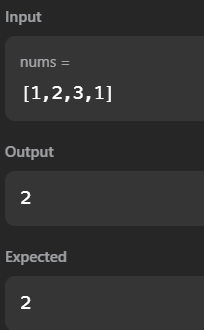 Input
nums =
[1,2,3,1]
Output
2
Expected
2